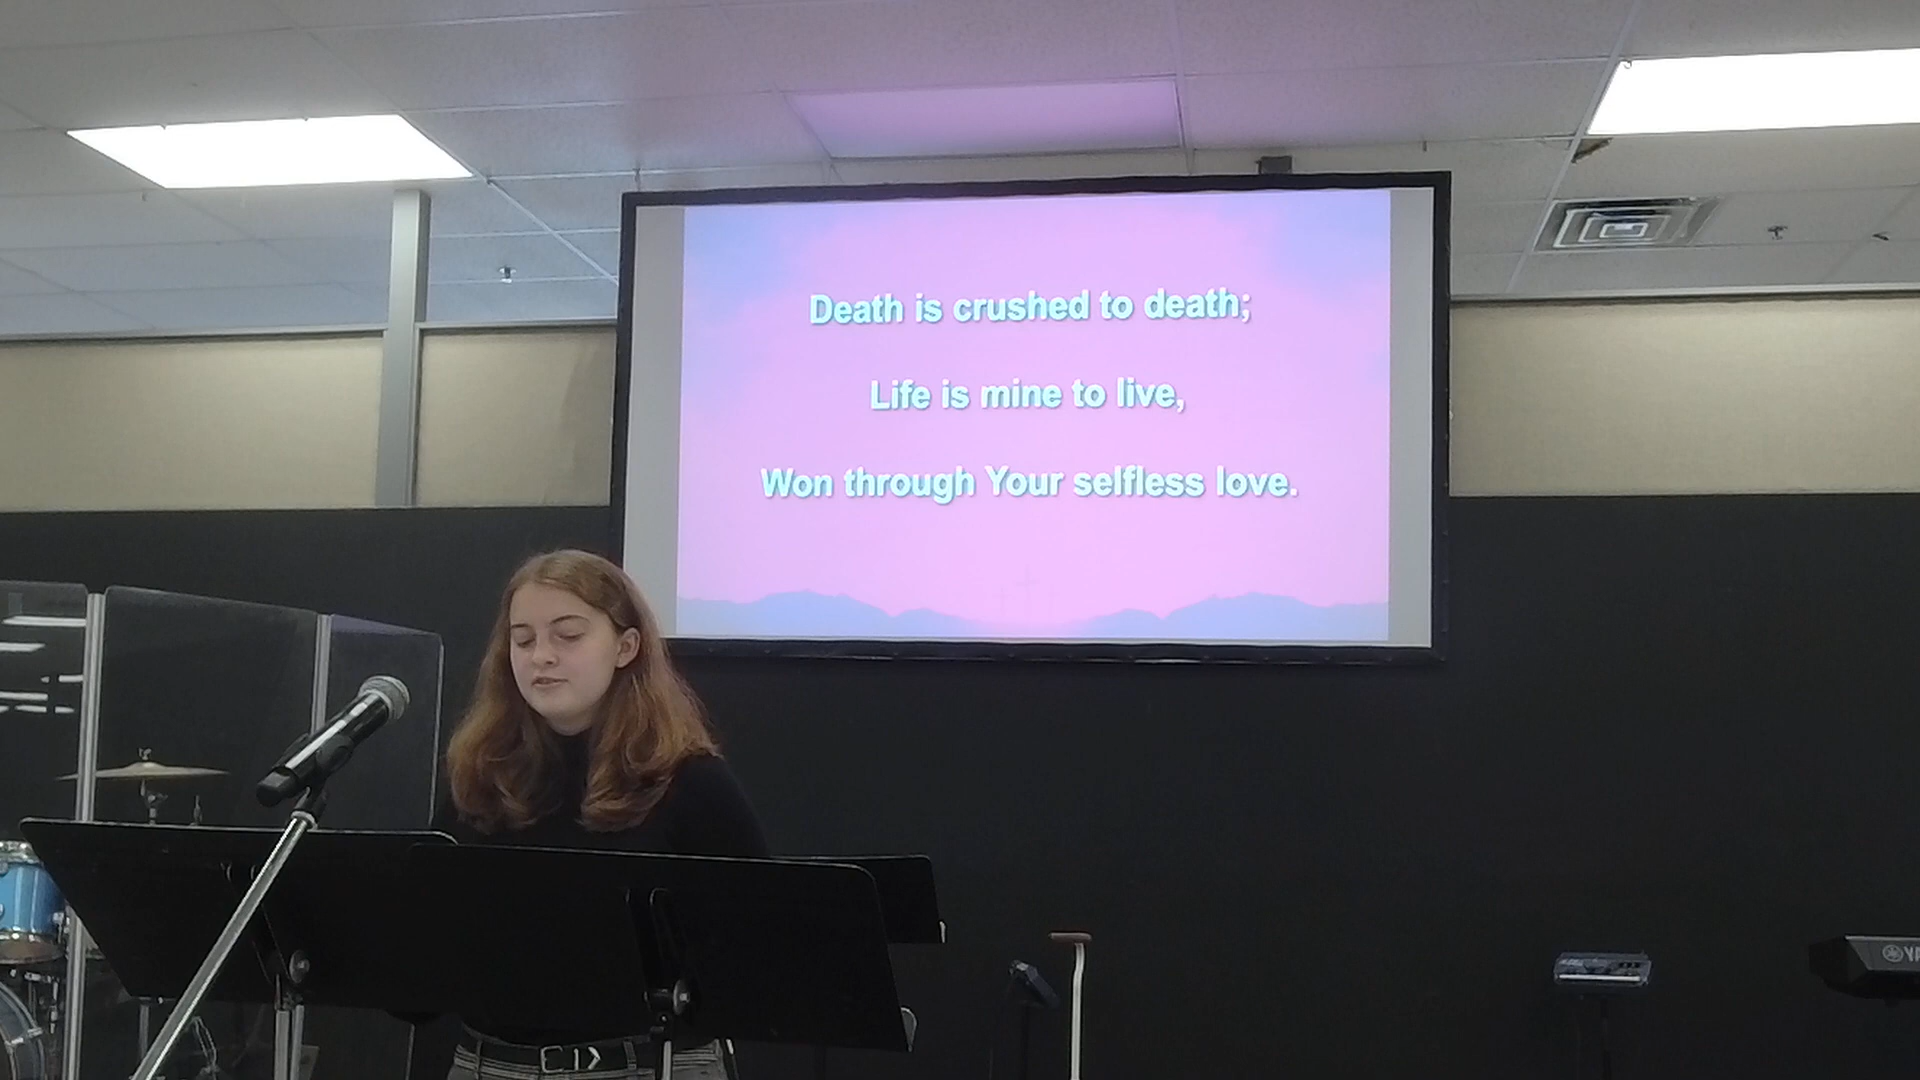 Death is crushed to death;
Life is mine to live,
Won through Your selfless love.